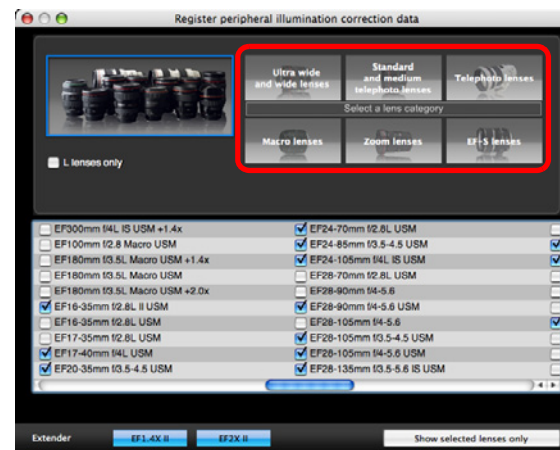 Register peripheral illumination correction data
Ultra wide
and wide lenses
Standard
and medium
telephoto lenses
Telephoto lenses
Select a lens category
Macro lenses
Zoom lenses
EF-S lenses
L lenses only
EF300mm f/4L IS USM +1.4x
EF100mm f/2.8 Macro USM
EF180mm f/3.5L Macro USM +1.4x
EF180mm f/3.5L Macro USM
EF180mm f/3.5L Macro USM +2.0x
EF16-35mm f/2.8L II USM
EF16-35mm f/2.8L USM
EF17-35mm f/2.8L USM
EF17-40mm f/4L USM
EF20-35mm f/3.5-4.5 USM
EF24-70mm f/2.8L USM
EF24-85mm f/3.5-4.5 USM
EF24-105mm f/4L IS USM
EF28-70mm f/2.8L USM
EF28-90mm f/4-5.6
EF28-90mm f/4-5.6 USM
EF28-105mm f/4-5.6
EF28-105mm f/3.5-4.5 USM
EF28-105mm f/4-5.6 USM
EF28-135mm f/3.5-5.6 IS USM
Extender
EF1.4X II
EF2X II
Show selected lenses only